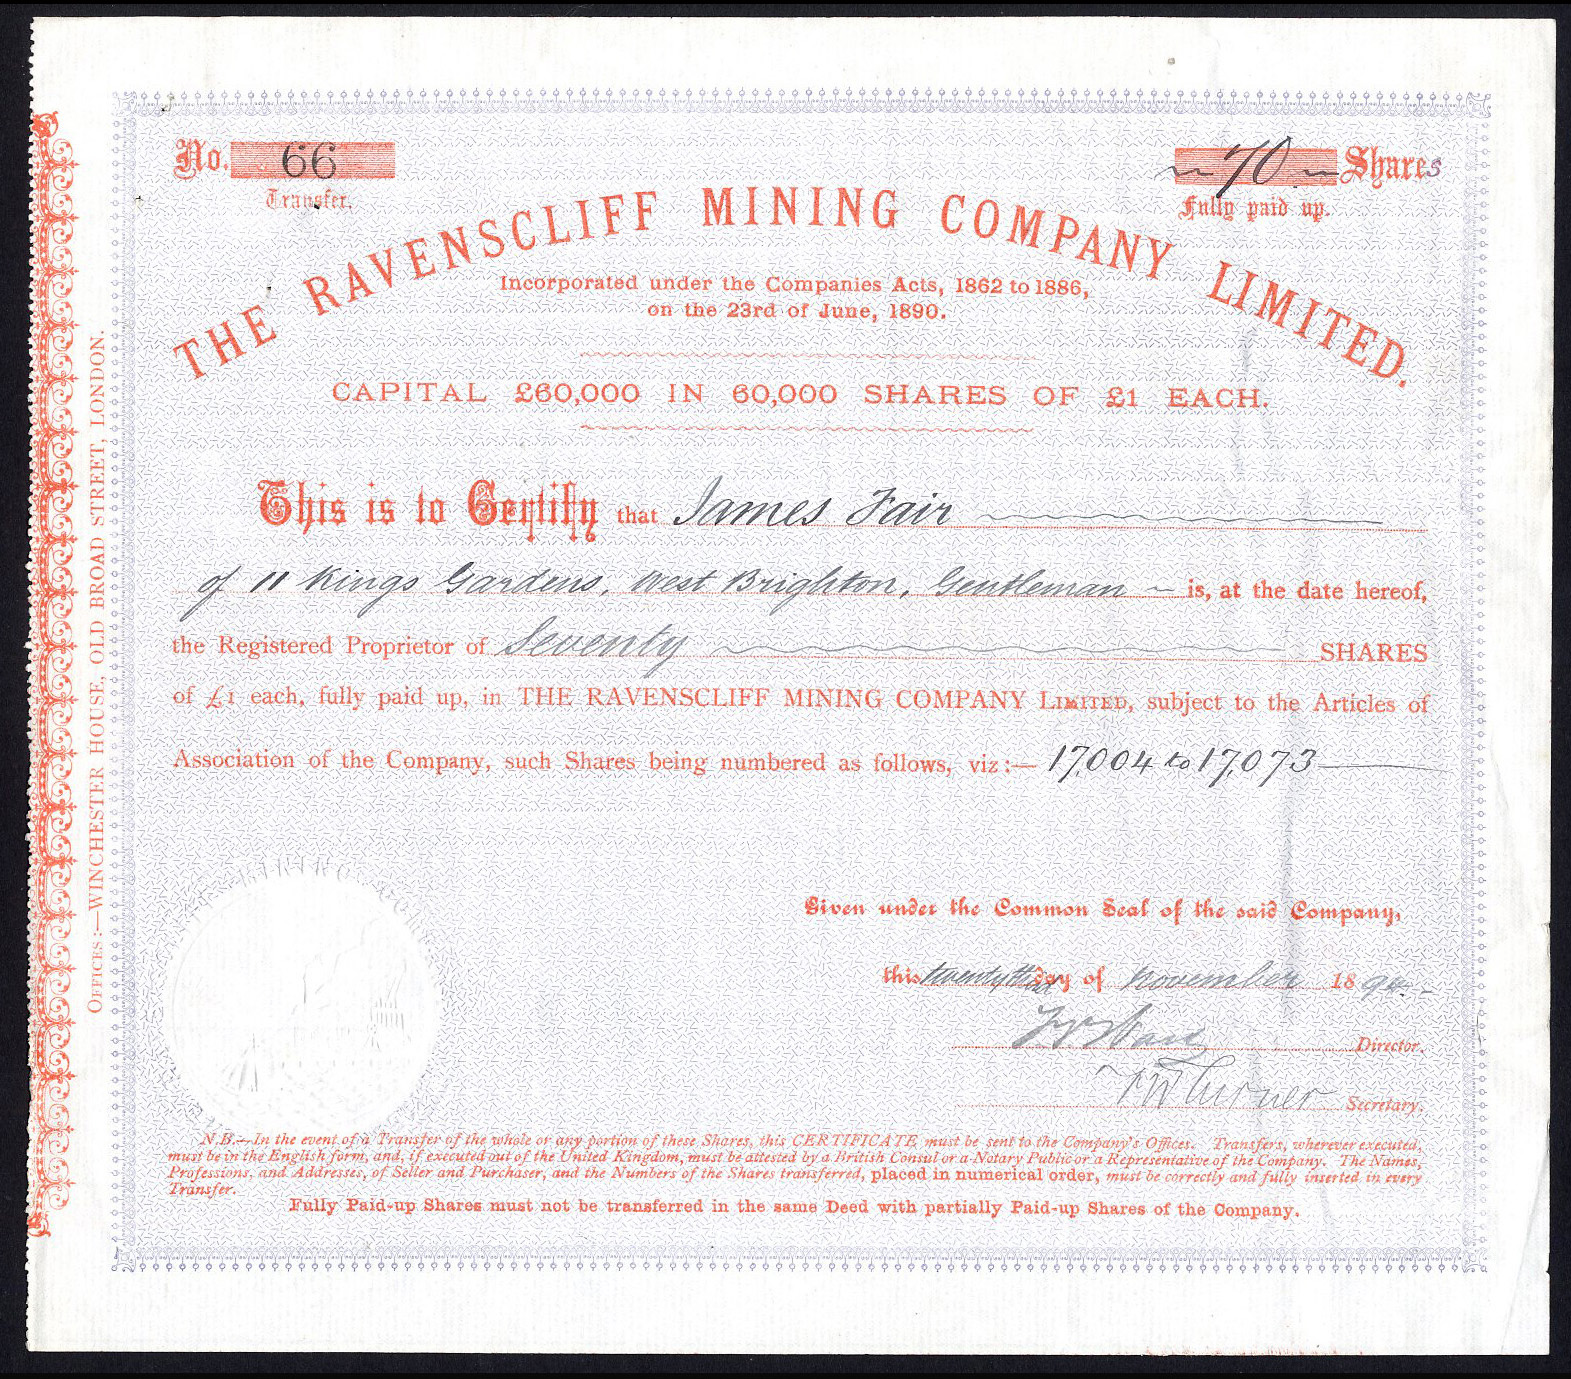 No. 66
Transfer.
70 Shares
Fully paid up.
THE RAVENSCLIFF MINING COMPANY LIMITED.
Incorporated under the Companies Acts, 1862 to 1886,
on the 23rd of June, 1890.
CAPITAL £60,000 IN 60,000 SHARES OF £1 EACH.
This is to Certify that James Fair
of 11 Kings Gardens, West Brighton, Gentleman is, at the date hereof,
the Registered Proprietor of Seventy SHARES
of £1 each, fully paid up, in THE RAVENSCLIFF MINING COMPANY LIMITED, subject to the Articles of
Association of the Company, such Shares being numbered as follows, viz:— 17,004 to 17,073
Given under the Common Seal of the said Company,
this twenty third day of November 1890
Director.
Turner Secretary.
N.B.—In the event of a Transfer of the whole or any portion of these Shares, this CERTIFICATE must be sent to the Company's Offices. Transfers, wherever executed,
must be in the English form, and, if executed out of the United Kingdom, must be attested by a British Consul or a Notary Public or a Representative of the Company. The Names,
Professions, and Addresses, of Seller and Purchaser, and the Numbers of the Shares transferred, placed in numerical order, must be correctly and fully inserted in every
Transfer.
Fully Paid-up Shares must not be transferred in the same Deed with partially Paid-up Shares of the Company.
OFFICES:—WINCHESTER HOUSE, OLD BROAD STREET, LONDON.